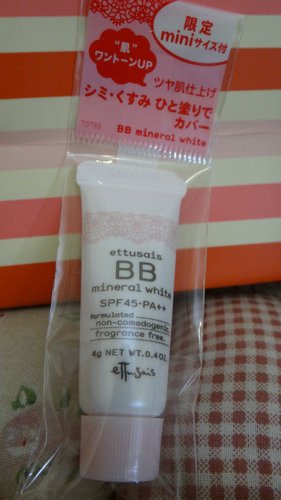 限定
miniサイズ付
“肌”
ワントーンUP
ツヤ肌仕上げ
シミ・くすみ ひと塗りで
カバー
T0769
BB mineral white
ettusais
BB
mineral white
SPF45・PA++
formulated
non-comedogenic
fragrance free.
4g NET WT.0.4OZ.
ettusais